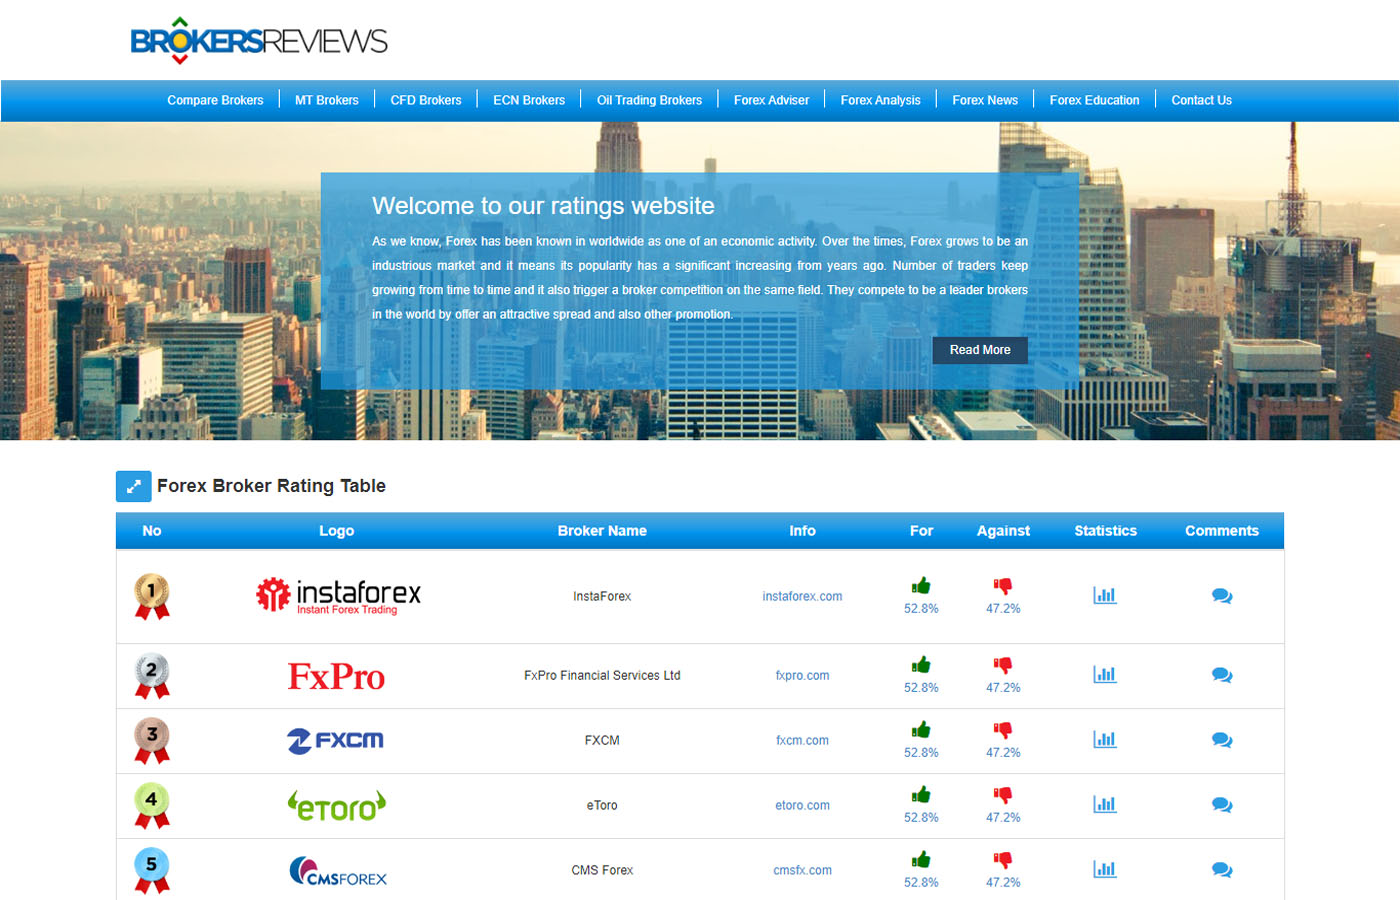 BROKERSREVIEWS
Compare Brokers MT Brokers CFD Brokers ECN Brokers Oil Trading Brokers Forex Adviser Forex Analysis Forex News Forex Education Contact Us
Welcome to our ratings website
As we know, Forex has been known in worldwide as one of an economic activity. Over the times, Forex grows to be an
industrious market and it means its popularity has a significant increasing from years ago. Number of traders keep
growing from time to time and it also trigger a broker competition on the same field. They compete to be a leader brokers
in the world by offer an attractive spread and also other promotion.
Read More
Forex Broker Rating Table
No Logo Broker Name Info For Against Statistics Comments
1 instaforex Instant Forex Trading InstaForex instaforex.com 52.8% 47.2%
2 FxPro FxPro Financial Services Ltd fxpro.com 52.8% 47.2%
3 FXCM FXCM fxcm.com 52.8% 47.2%
4 eToro eToro etoro.com 52.8% 47.2%
5 CMSFOREX CMS Forex cmsfx.com 52.8% 47.2%